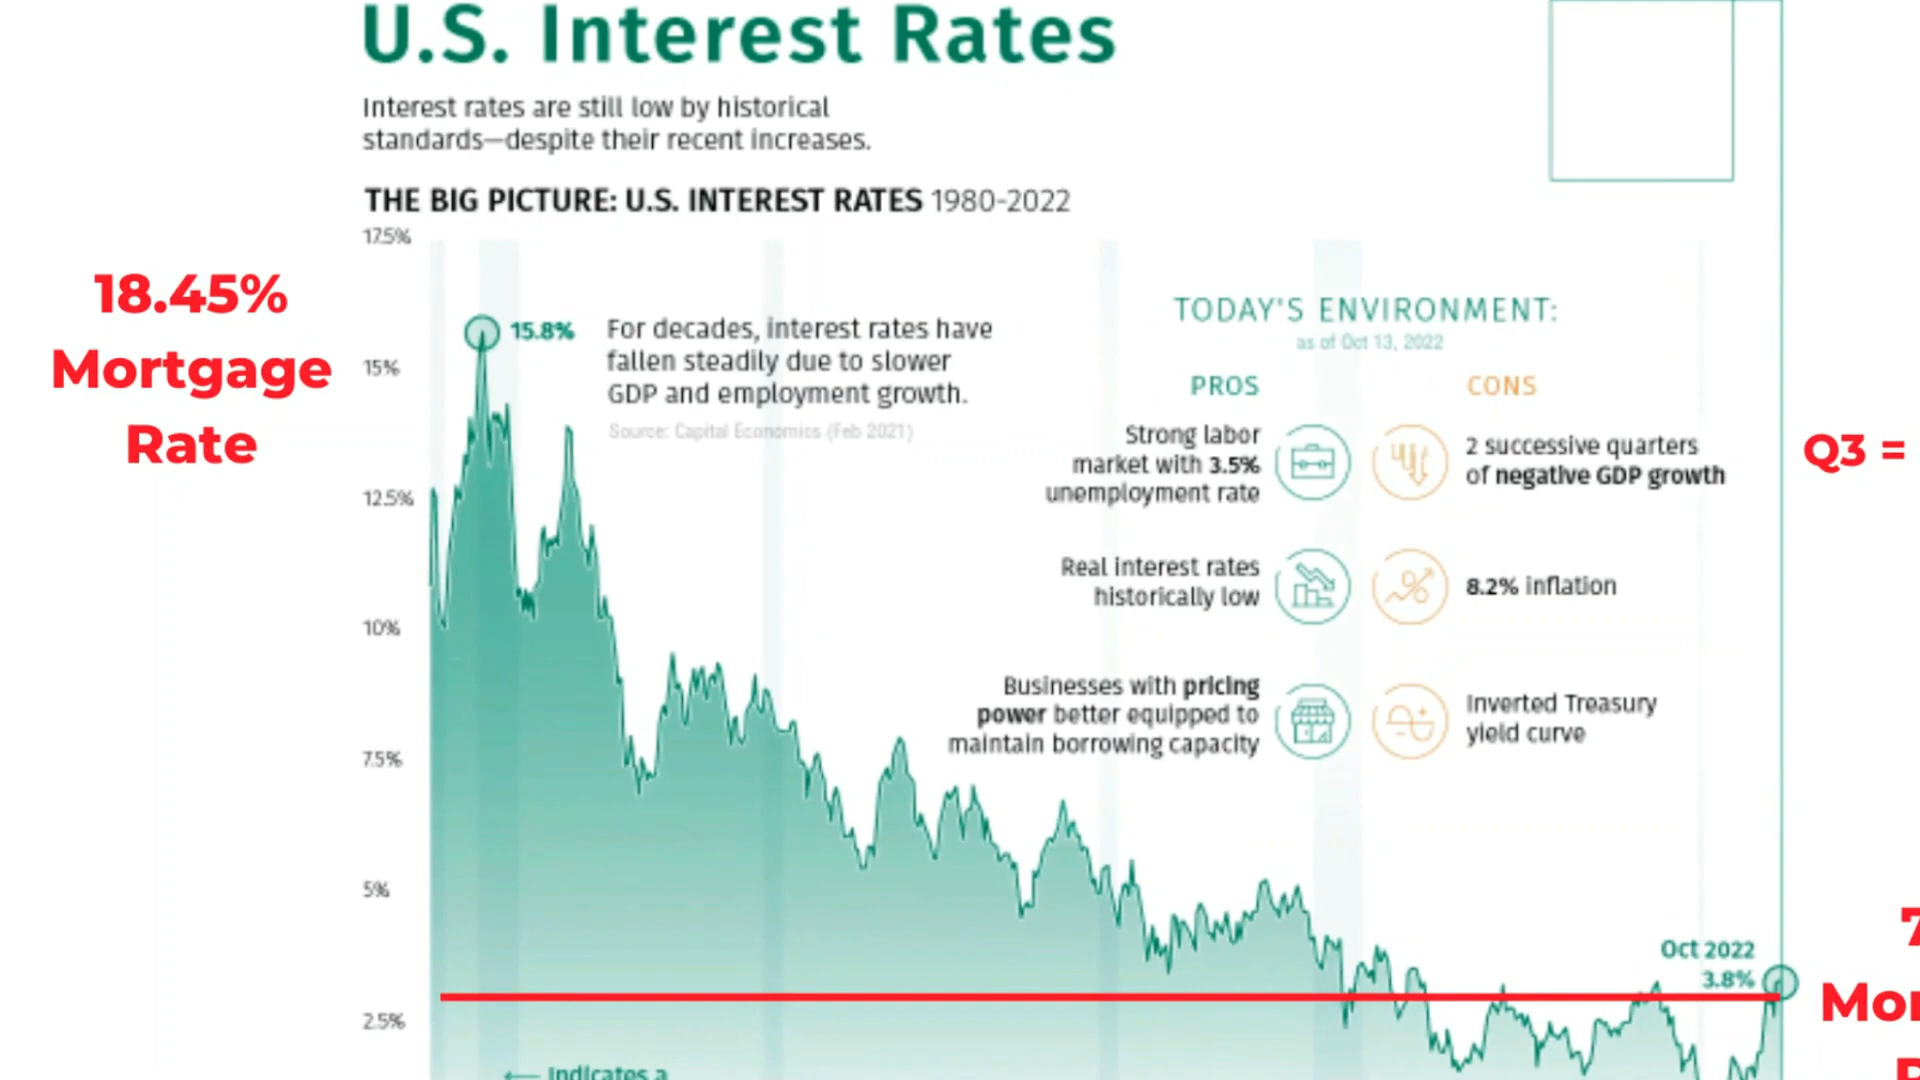 U.S. Interest Rates
Interest rates are still low by historical
standards—despite their recent increases.
THE BIG PICTURE: U.S. INTEREST RATES 1980-2022
17.5%
18.45%
Mortgage
Rate
15.8%
For decades, interest rates have
fallen steadily due to slower
GDP and employment growth.
Source: Capital Economics (Feb 2021)
TODAY'S ENVIRONMENT:
as of Oct 13, 2022
PROS
CONS
Strong labor
market with 3.5%
unemployment rate
2 successive quarters
of negative GDP growth
Q3 =
Real interest rates
historically low
8.2% inflation
Businesses with pricing
power better equipped to
maintain borrowing capacity
Inverted Treasury
yield curve
15%
12.5%
10%
7.5%
5%
2.5%
Oct 2022
3.8%
7
Mor
← Indicates a